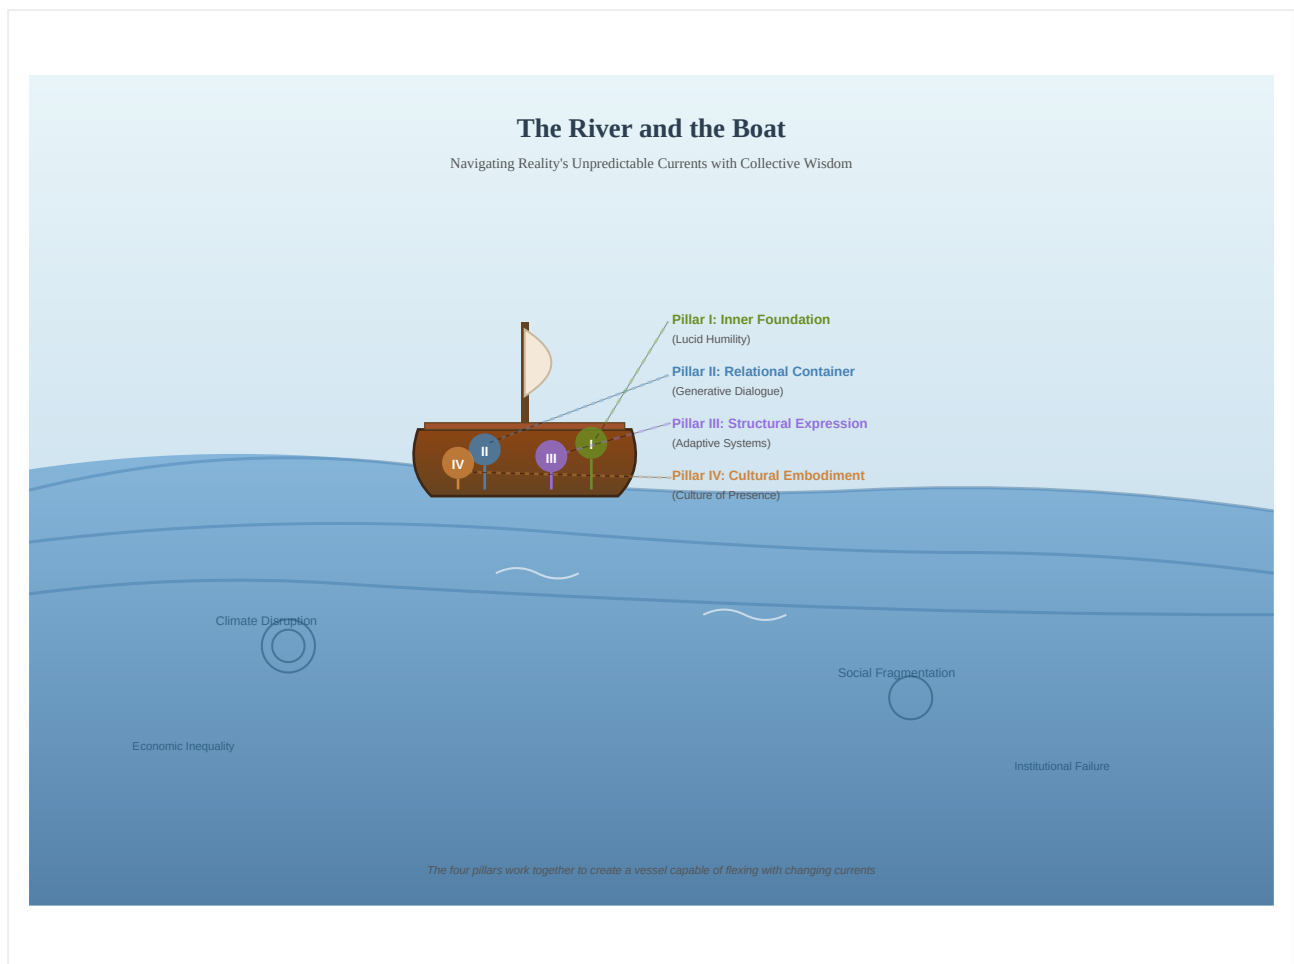 The River and the Boat
Navigating Reality's Unpredictable Currents with Collective Wisdom
Pillar I: Inner Foundation
(Lucid Humility)
Pillar II: Relational Container
(Generative Dialogue)
Pillar III: Structural Expression
(Adaptive Systems)
Pillar IV: Cultural Embodiment
(Culture of Presence)
I
II
III
IV
Climate Disruption
Social Fragmentation
Economic Inequality
Institutional Failure
The four pillars work together to create a vessel capable of flexing with changing currents